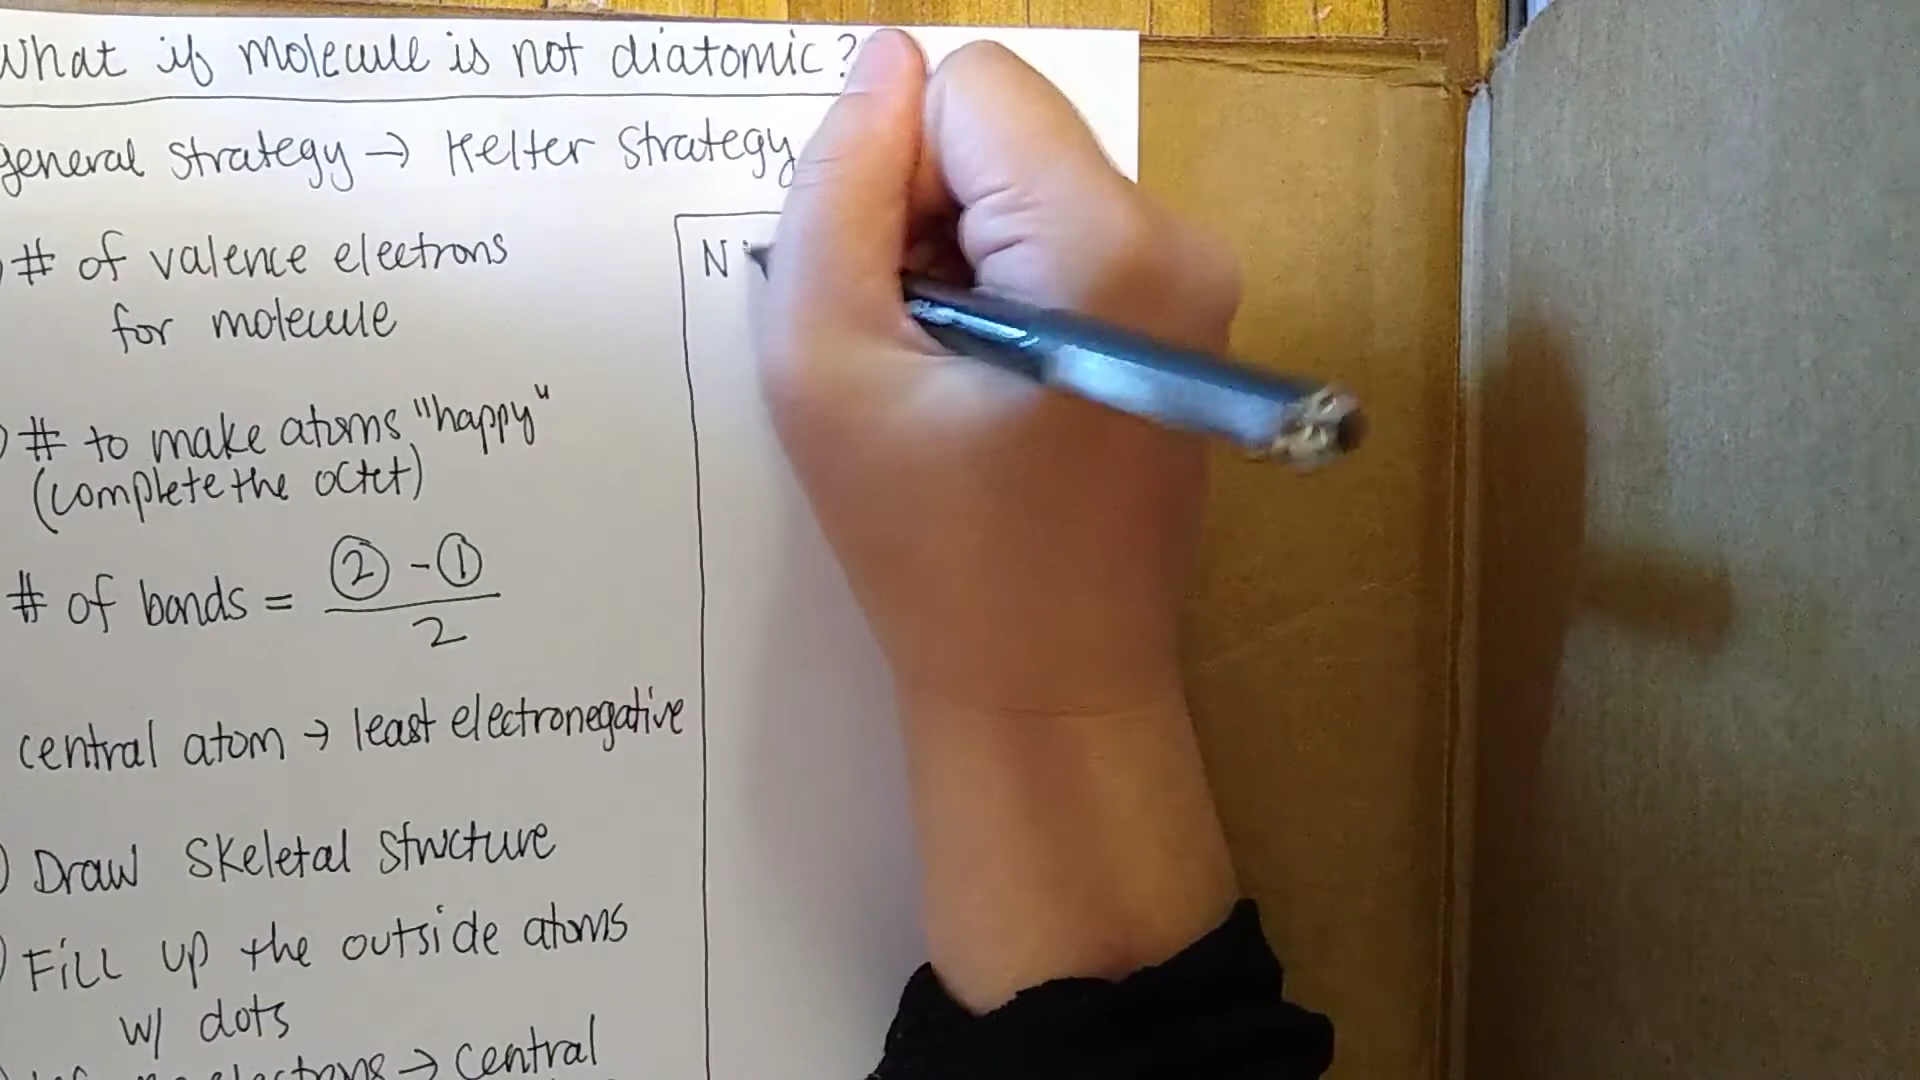 What if molecule is not diatomic?
general strategy → Kelter strategy
# of valence electrons
for molecule
# to make atoms "happy"
(complete the octet)
# of bonds = (2) - (1)
2
central atom → least electronegative
Draw skeletal structure
Fill up the outside atoms
w/ dots
electrons → central
N